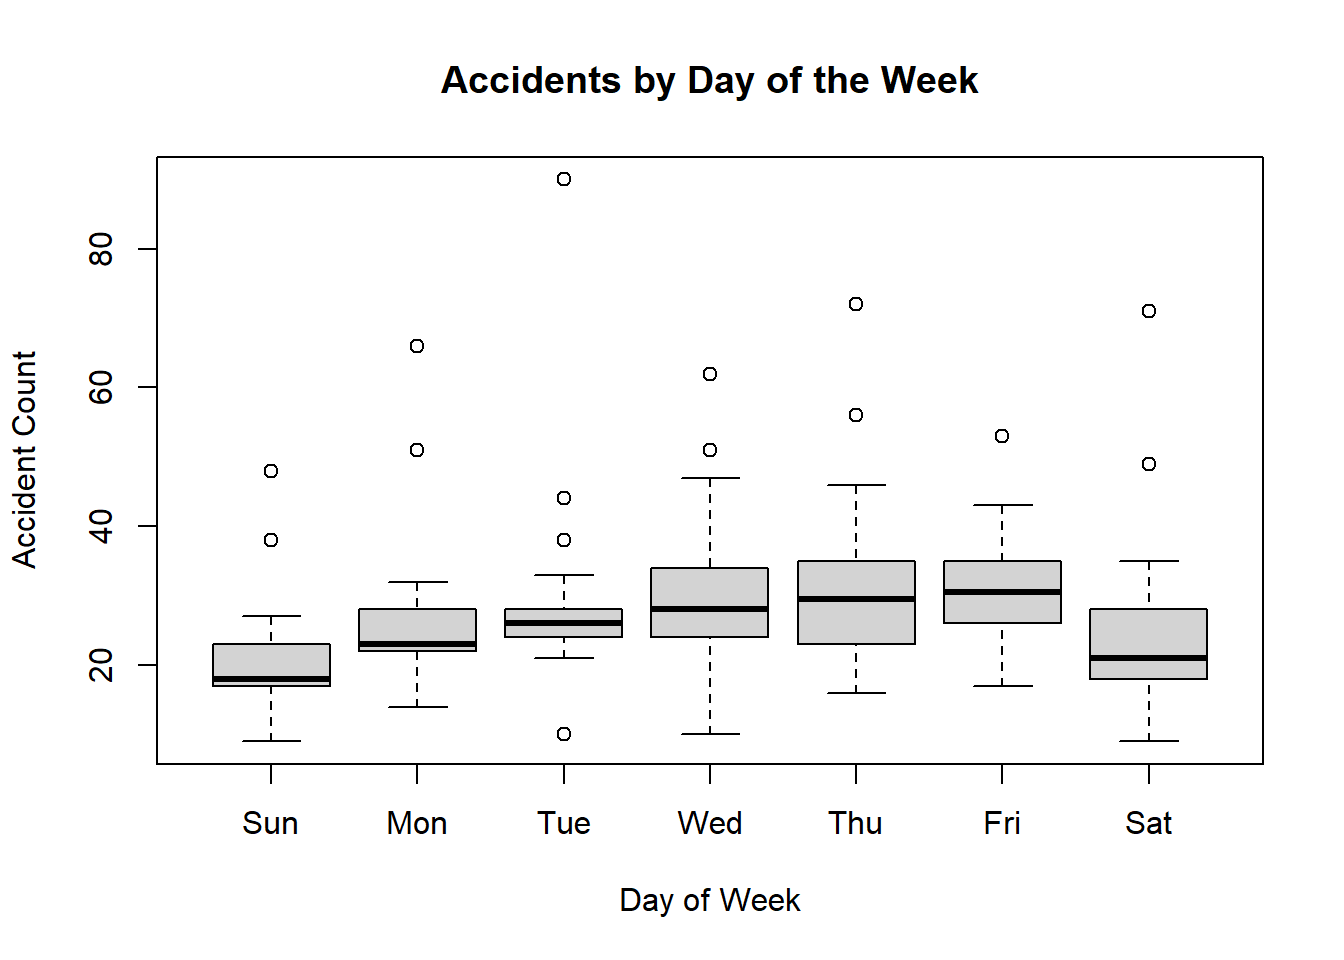 Accidents by Day of the Week
Accident Count
80
60
40
20
Sun Mon Tue Wed Thu Fri Sat
Day of Week